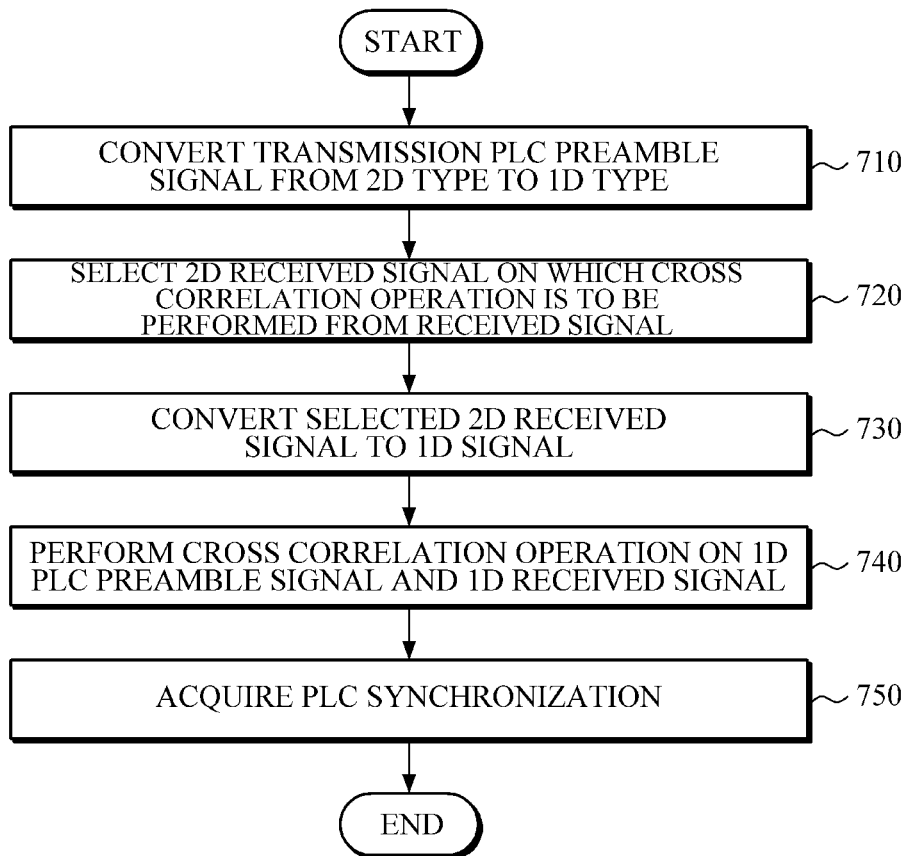 START
CONVERT TRANSMISSION PLC PREAMBLE
SIGNAL FROM 2D TYPE TO 1D TYPE
710
SELECT 2D RECEIVED SIGNAL ON WHICH CROSS
CORRELATION OPERATION IS TO BE
PERFORMED FROM RECEIVED SIGNAL
720
CONVERT SELECTED 2D RECEIVED
SIGNAL TO 1D SIGNAL
730
PERFORM CROSS CORRELATION OPERATION ON 1D
PLC PREAMBLE SIGNAL AND 1D RECEIVED SIGNAL
740
ACQUIRE PLC SYNCHRONIZATION
750
END